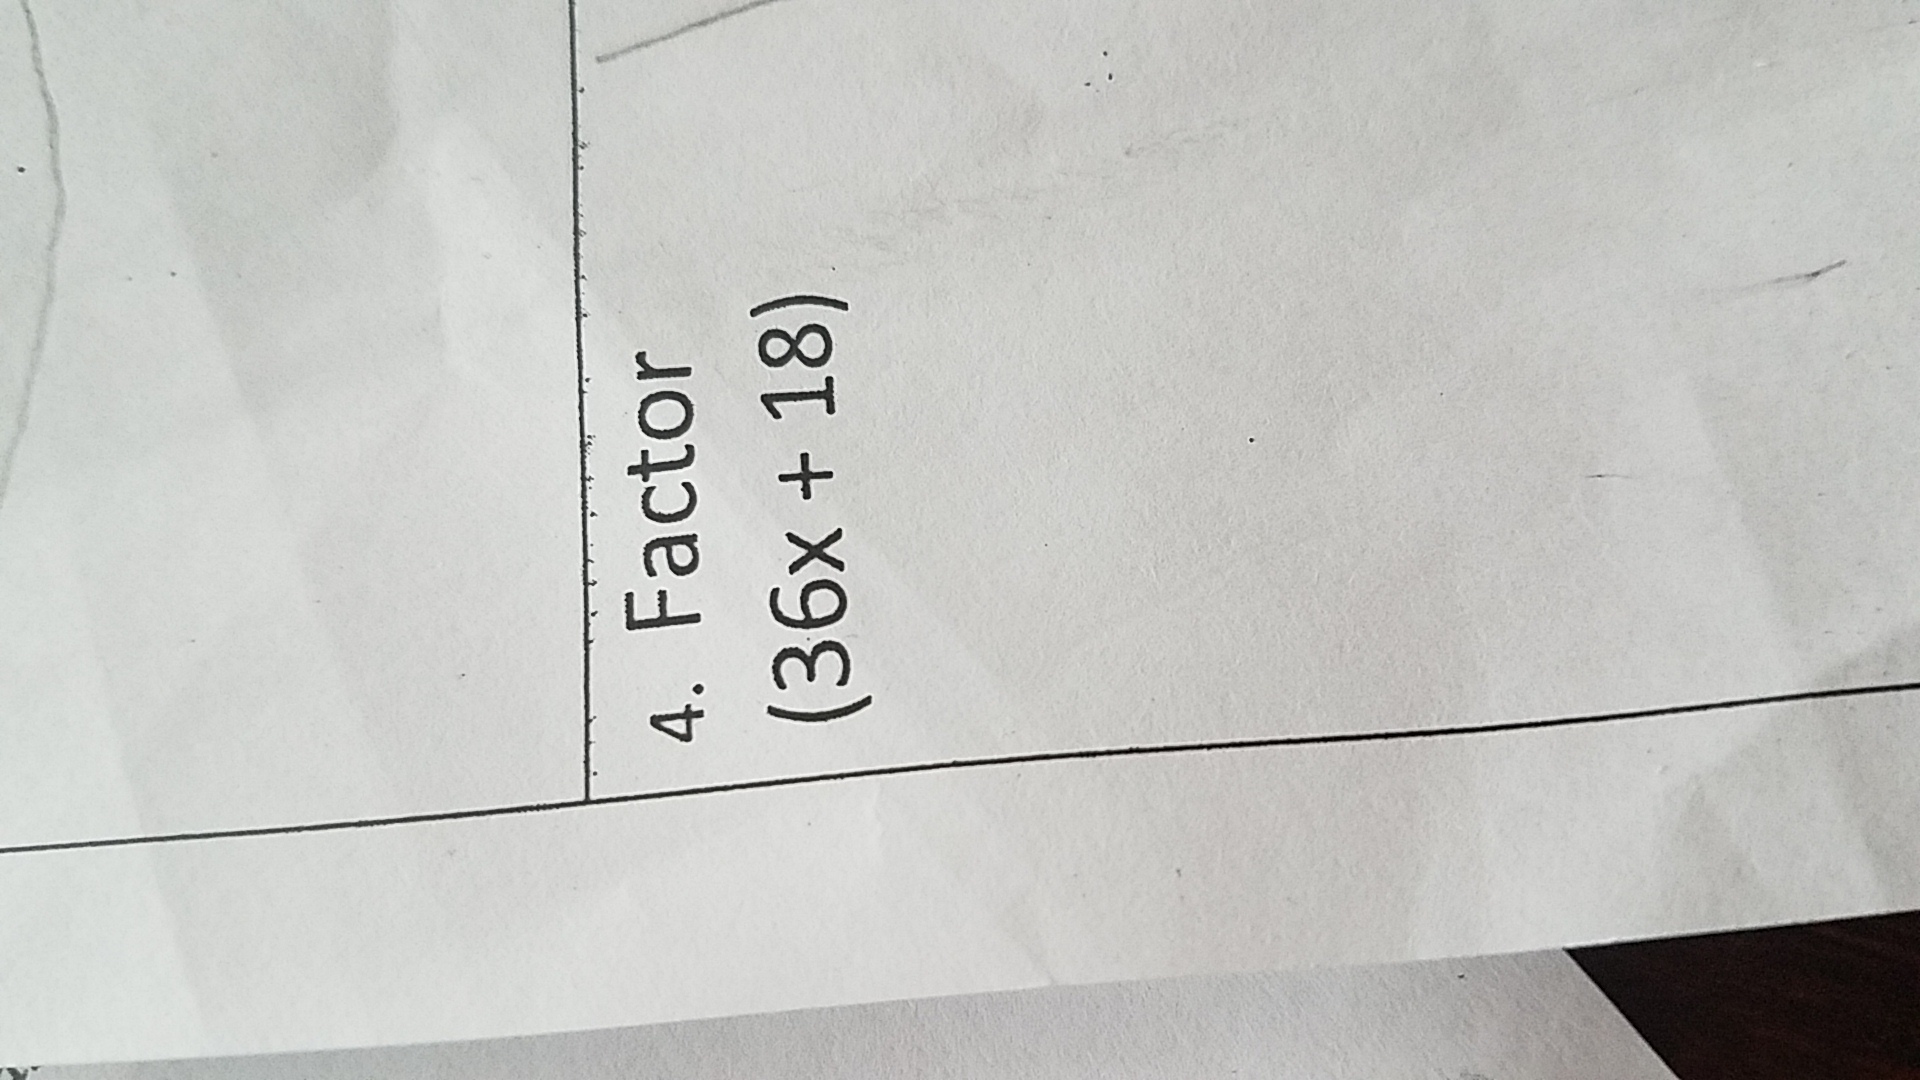 4. Factor
(36x + 18)